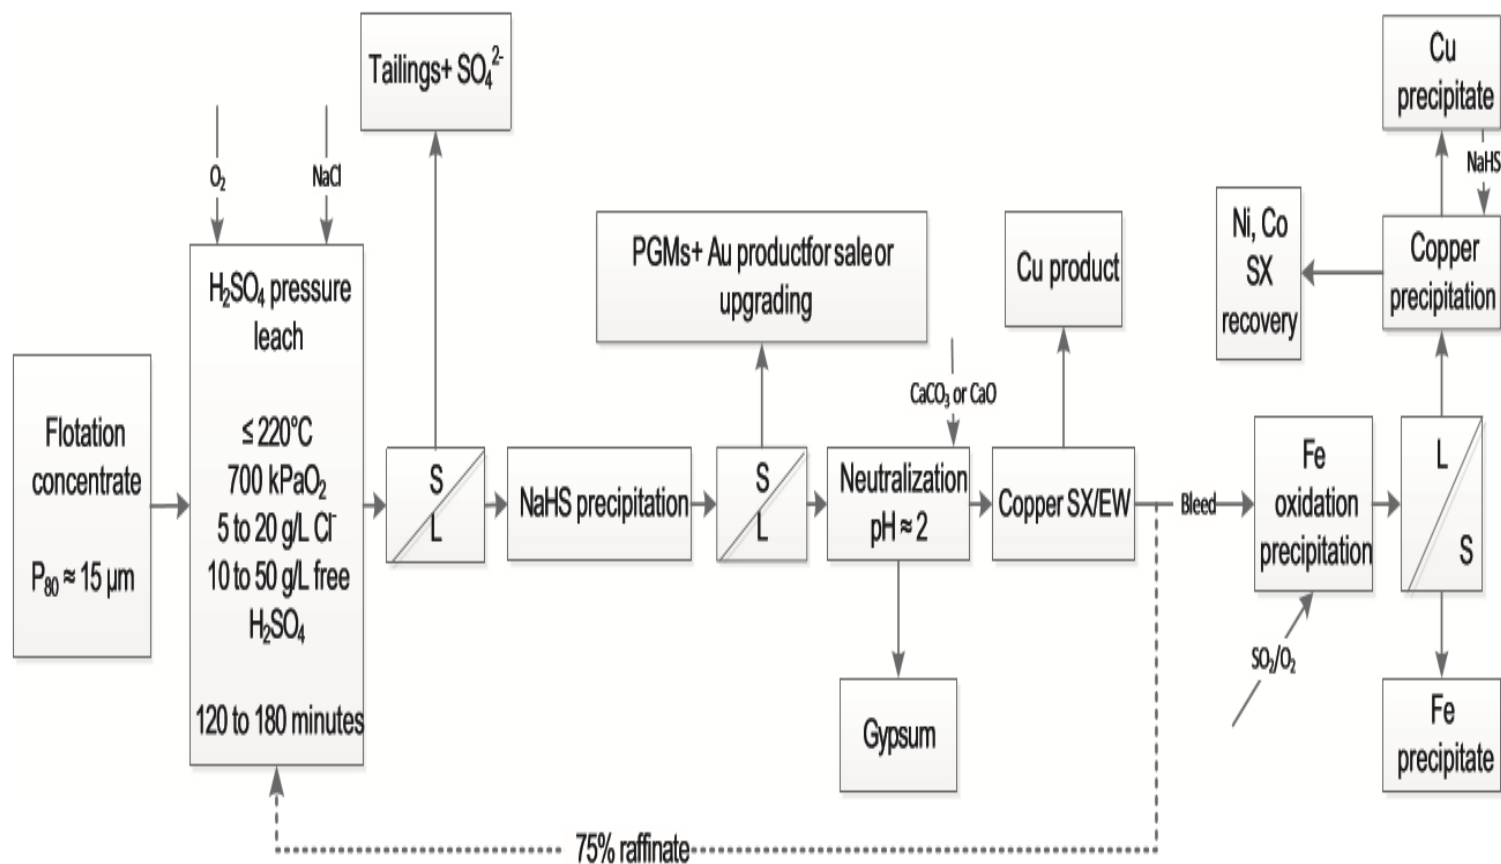 Tailings+ SO₄²⁻
O₂
NaCl
H₂SO₄ pressure
leach
≤ 220°C
700 kPaO₂
5 to 20 g/L Cl⁻
10 to 50 g/L free
H₂SO₄
120 to 180 minutes
Flotation
concentrate
P₈₀ ≈ 15 µm
S
L
NaHS precipitation
PGMs+ Au productfor sale or
upgrading
S
L
CaCO₃ or CaO
Neutralization
pH ≈ 2
Gypsum
Cu product
Copper SX/EW
Bleed
75% raffinate
Fe
oxidation
precipitation
SO₂/O₂
L
S
Fe
precipitate
Copper
precipitation
NaHS
Cu
precipitate
Ni, Co
SX
recovery